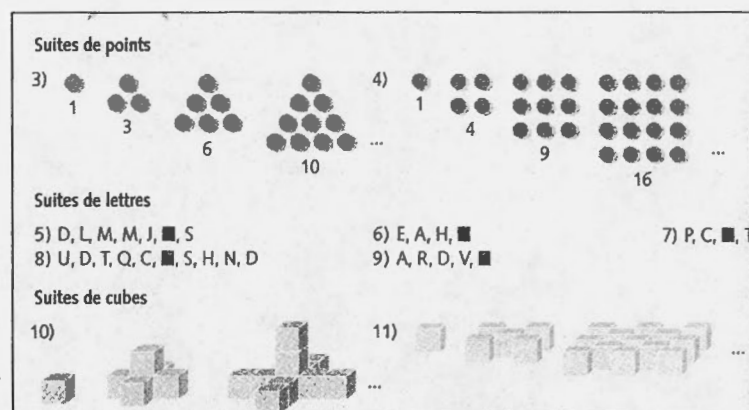 Suites de points
3) 4)
1 3 6 10 ...
1 4 9 16 ...
Suites de lettres
5) D, L, M, M, J, ■, S 6) E, A, H, ■ 7) P, C, ■, T
8) U, D, T, Q, C, ■, S, H, N, D 9) A, R, D, V, ■
Suites de cubes
10) ... 11) ...